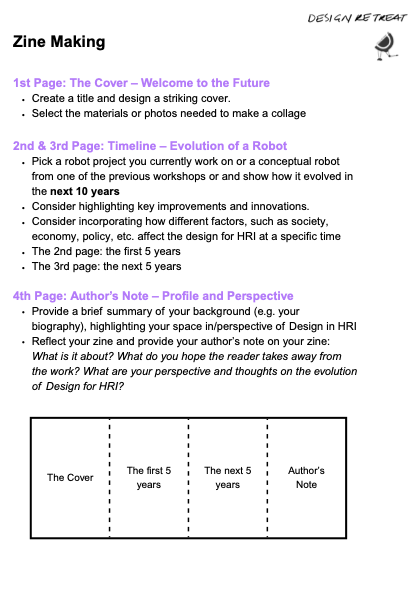 DESIGN RETREAT
Zine Making
1st Page: The Cover – Welcome to the Future
• Create a title and design a striking cover.
• Select the materials or photos needed to make a collage
2nd & 3rd Page: Timeline – Evolution of a Robot
• Pick a robot project you currently work on or a conceptual robot
from one of the previous workshops or and show how it evolved in
the next 10 years
• Consider highlighting key improvements and innovations.
• Consider incorporating how different factors, such as society,
economy, policy, etc. affect the design for HRI at a specific time
• The 2nd page: the first 5 years
• The 3rd page: the next 5 years
4th Page: Author's Note – Profile and Perspective
• Provide a brief summary of your background (e.g. your
biography), highlighting your space in/perspective of Design in HRI
• Reflect your zine and provide your author's note on your zine:
What is it about? What do you hope the reader takes away from
the work? What are your perspective and thoughts on the evolution
of Design for HRI?
The Cover
The first 5
years
The next 5
years
Author's
Note